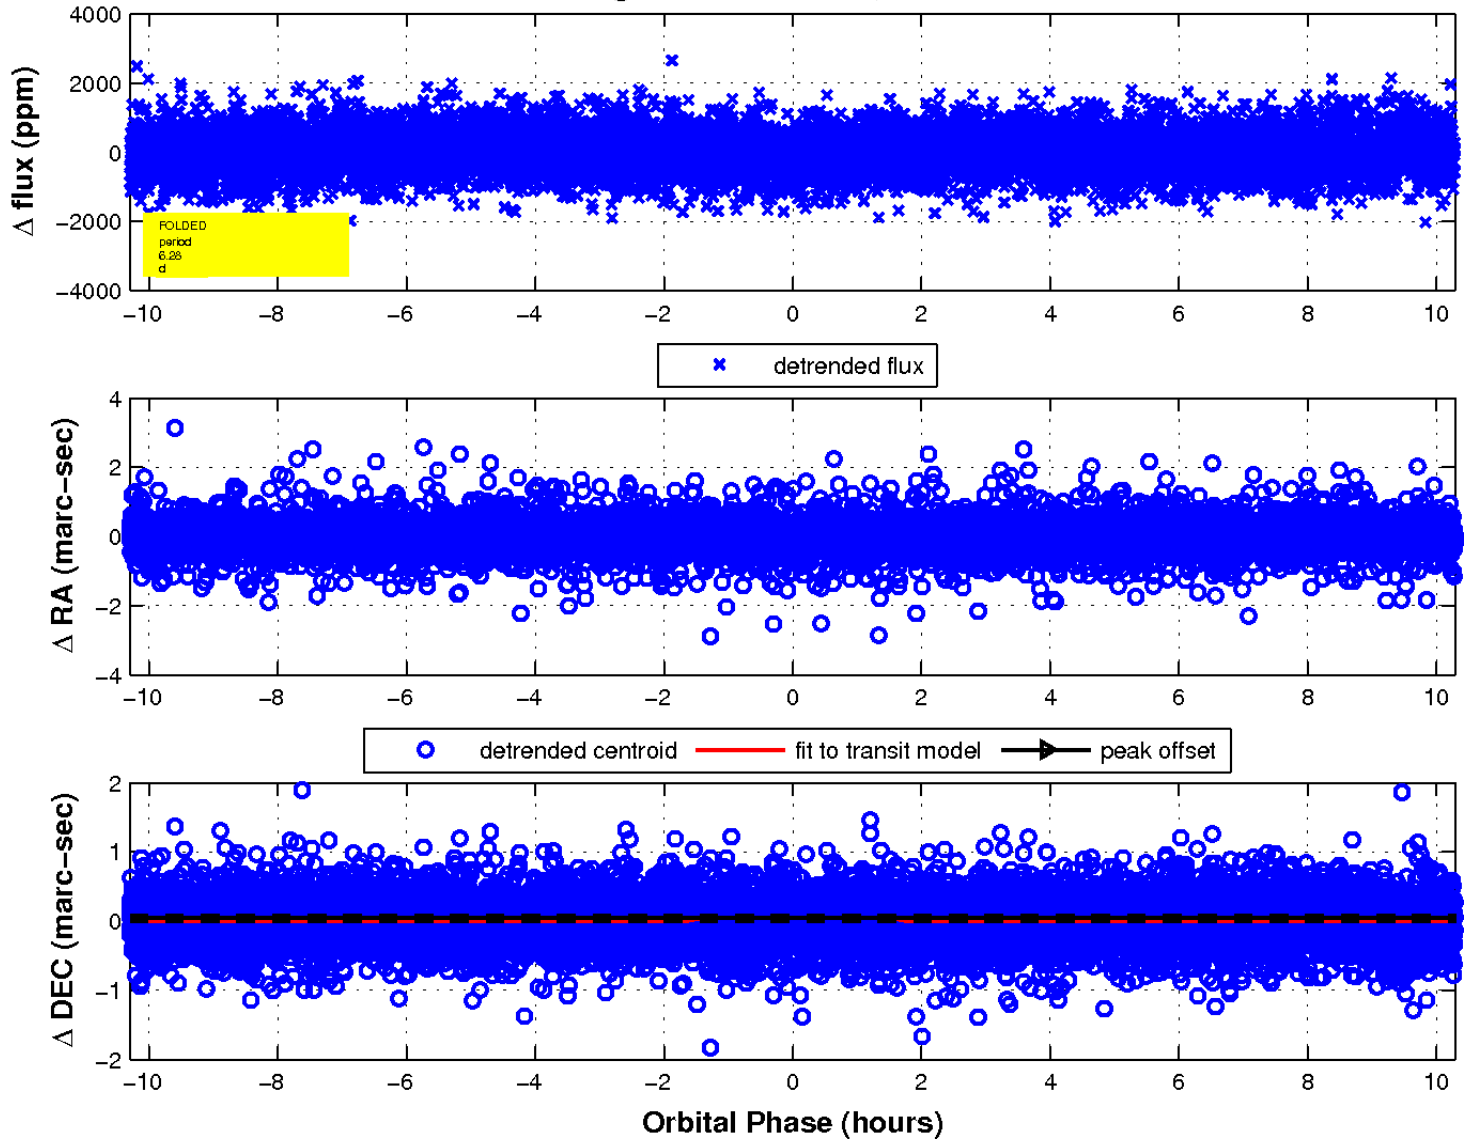 4000
2000
0
−2000
−4000
Δ flux (ppm)
FOLDED
period
6.26
d
−10 −8 −6 −4 −2 0 2 4 6 8 10
detrended flux
4
2
0
−2
−4
Δ RA (marc−sec)
−10 −8 −6 −4 −2 0 2 4 6 8 10
detrended centroid fit to transit model peak offset
2
1
0
−1
−2
Δ DEC (marc−sec)
−10 −8 −6 −4 −2 0 2 4 6 8 10
Orbital Phase (hours)